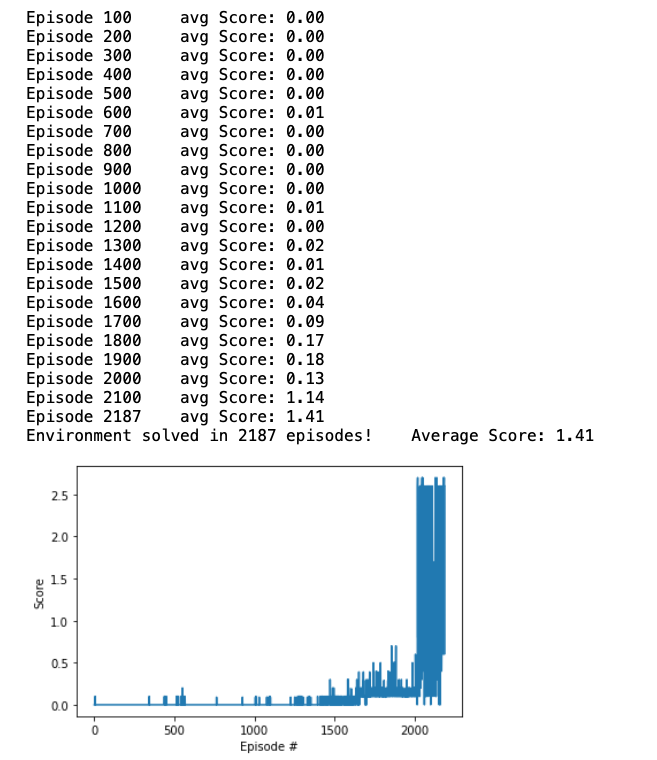 Episode 100 avg Score: 0.00
Episode 200 avg Score: 0.00
Episode 300 avg Score: 0.00
Episode 400 avg Score: 0.00
Episode 500 avg Score: 0.00
Episode 600 avg Score: 0.01
Episode 700 avg Score: 0.00
Episode 800 avg Score: 0.00
Episode 900 avg Score: 0.00
Episode 1000 avg Score: 0.00
Episode 1100 avg Score: 0.01
Episode 1200 avg Score: 0.00
Episode 1300 avg Score: 0.02
Episode 1400 avg Score: 0.01
Episode 1500 avg Score: 0.02
Episode 1600 avg Score: 0.04
Episode 1700 avg Score: 0.09
Episode 1800 avg Score: 0.17
Episode 1900 avg Score: 0.18
Episode 2000 avg Score: 0.13
Episode 2100 avg Score: 1.14
Episode 2187 avg Score: 1.41
Environment solved in 2187 episodes! Average Score: 1.41
2.5
2.0
1.5
1.0
0.5
0.0
Score
0 500 1000 1500 2000
Episode #